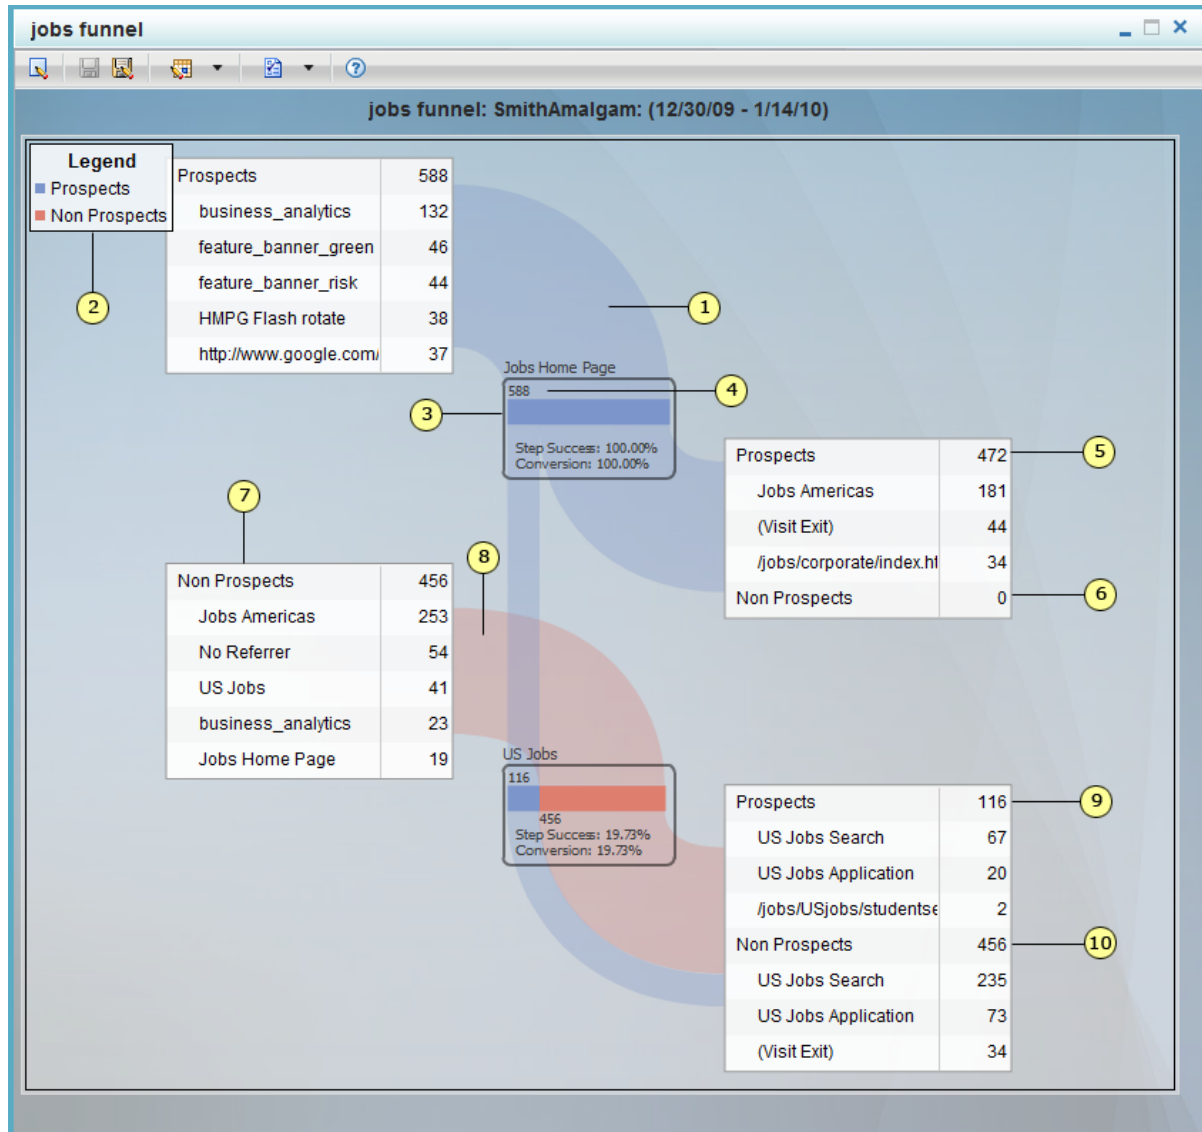 jobs funnel
jobs funnel: SmithAmalgam: (12/30/09 - 1/14/10)
Legend
Prospects
Non Prospects
2
Prospects 588
business_analytics 132
feature_banner_green 46
feature_banner_risk 44
HMPG Flash rotate 38
http://www.google.com/ 37
1
Jobs Home Page
588
4
3
Step Success: 100.00%
Conversion: 100.00%
Prospects 472
5
Jobs Americas 181
(Visit Exit) 44
/jobs/corporate/index.ht 34
Non Prospects 0
6
7
8
Non Prospects 456
Jobs Americas 253
No Referrer 54
US Jobs 41
business_analytics 23
Jobs Home Page 19
US Jobs
116
456
Step Success: 19.73%
Conversion: 19.73%
Prospects 116
9
US Jobs Search 67
US Jobs Application 20
/jobs/USjobs/studentse 2
Non Prospects 456
10
US Jobs Search 235
US Jobs Application 73
(Visit Exit) 34